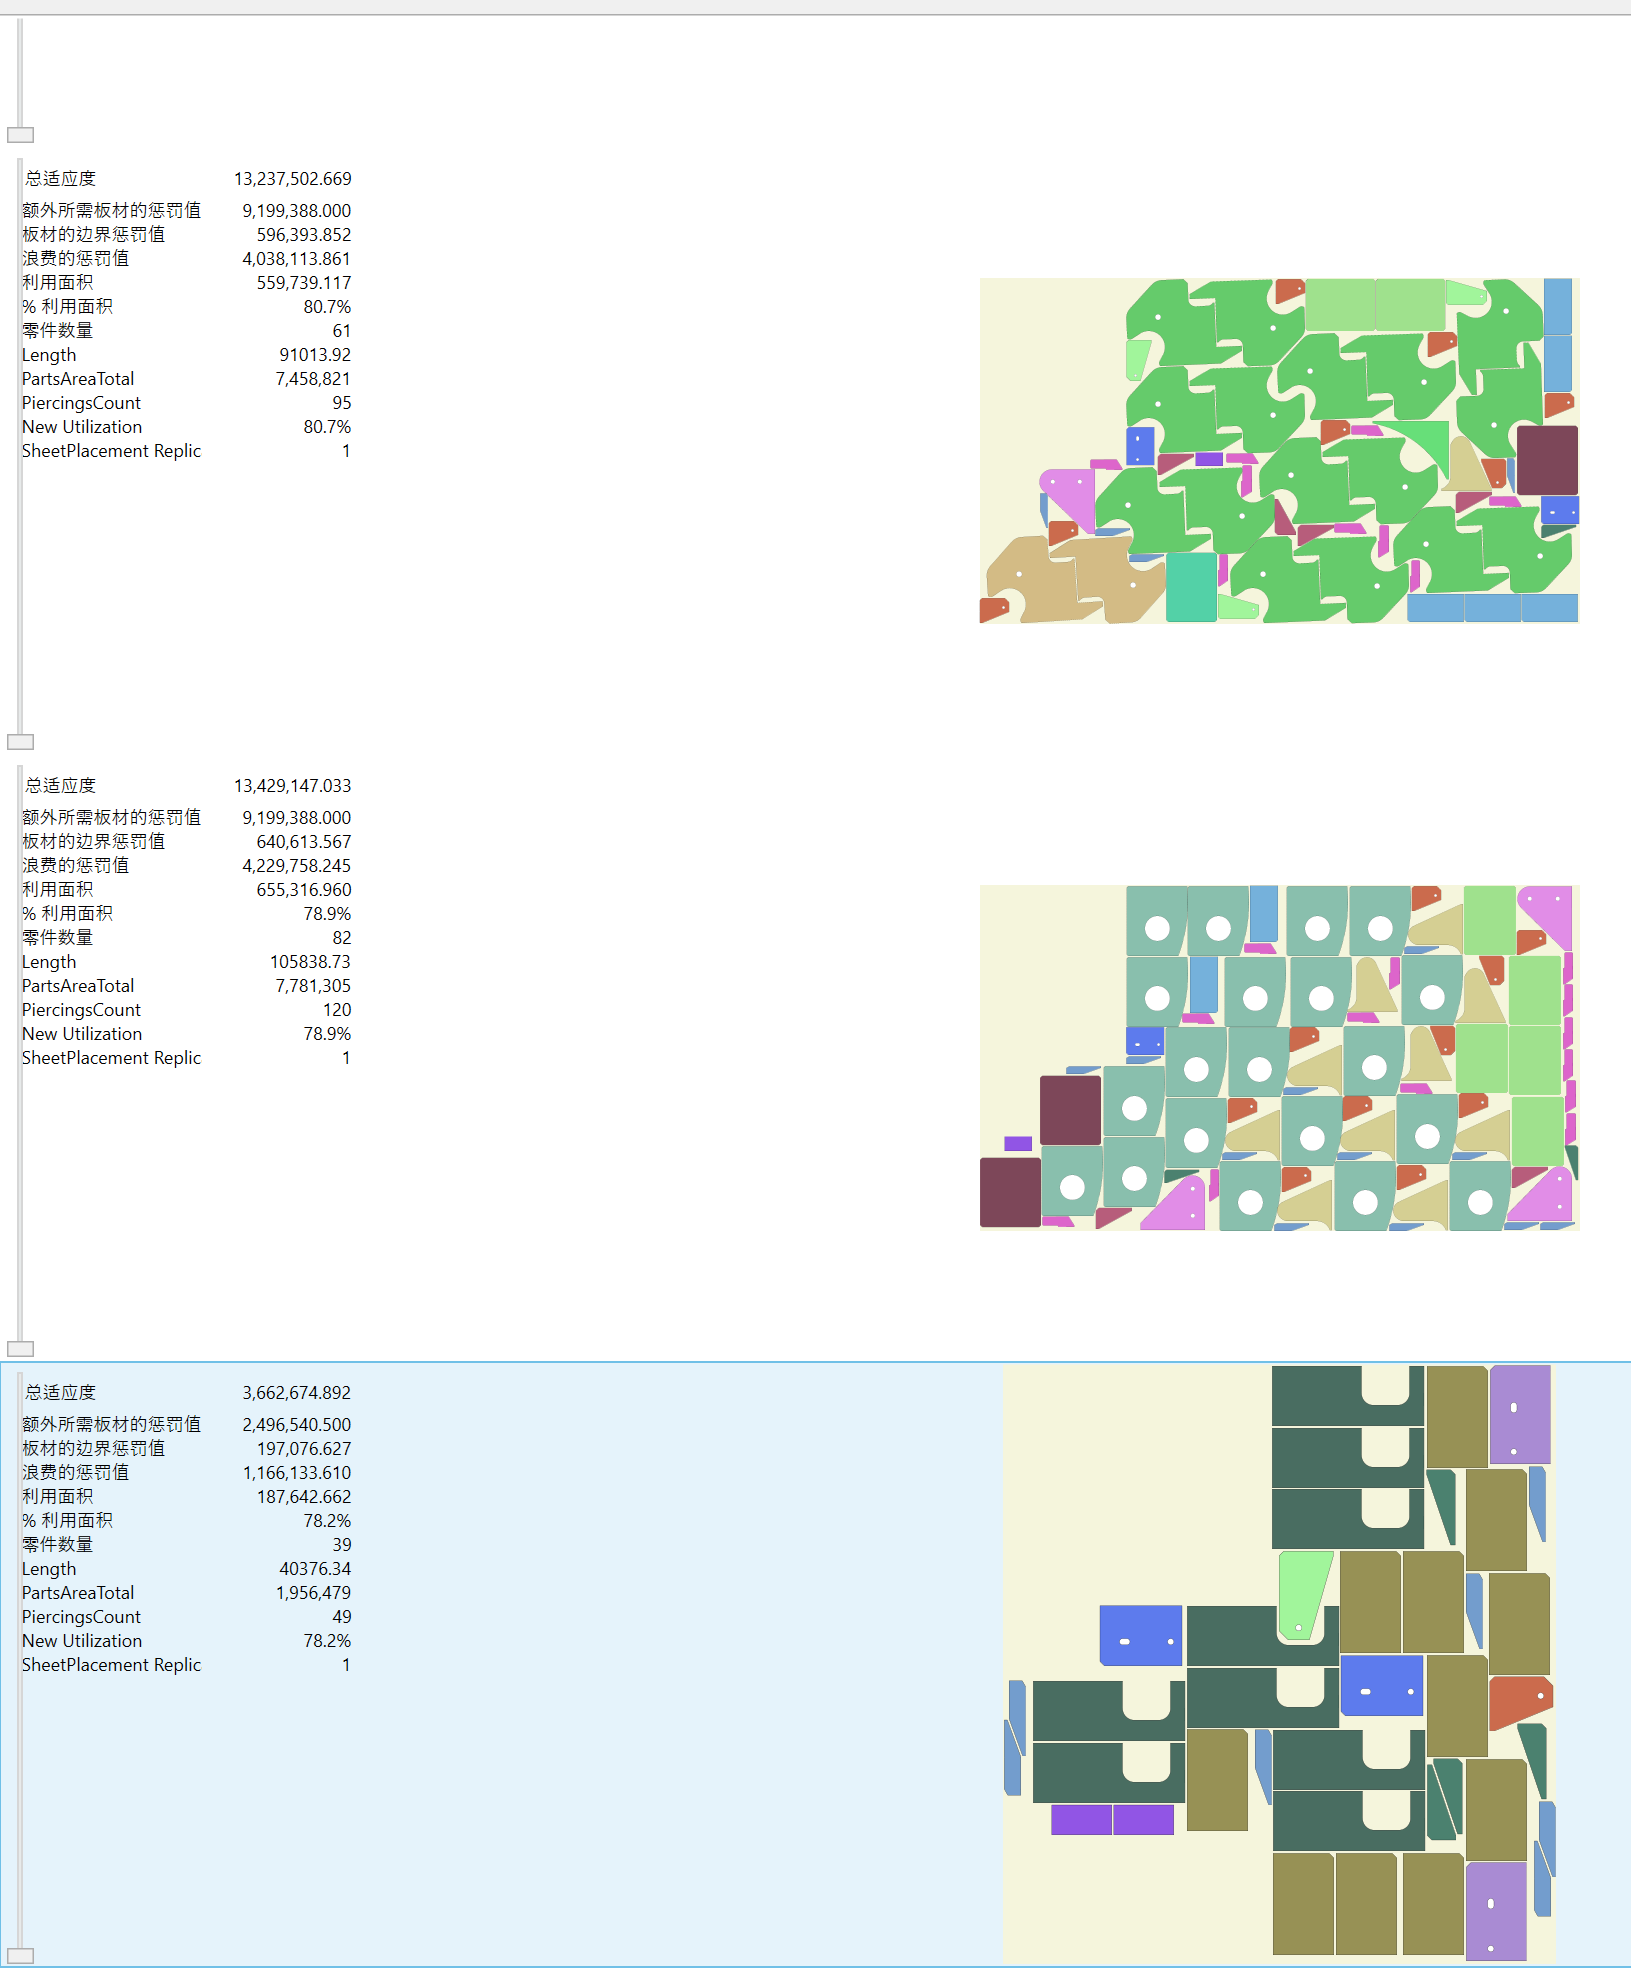 总适应度 13,237,502.669
额外所需板材的惩罚值 9,199,388.000
板材的边界惩罚值 596,393.852
浪费的惩罚值 4,038,113.861
利用面积 559,739.117
% 利用面积 80.7%
零件数量 61
Length 91013.92
PartsAreaTotal 7,458,821
PiercingsCount 95
New Utilization 80.7%
SheetPlacement Replic 1
总适应度 13,429,147.033
额外所需板材的惩罚值 9,199,388.000
板材的边界惩罚值 640,613.567
浪费的惩罚值 4,229,758.245
利用面积 655,316.960
% 利用面积 78.9%
零件数量 82
Length 105838.73
PartsAreaTotal 7,781,305
PiercingsCount 120
New Utilization 78.9%
SheetPlacement Replic 1
总适应度 3,662,674.892
额外所需板材的惩罚值 2,496,540.500
板材的边界惩罚值 197,076.627
浪费的惩罚值 1,166,133.610
利用面积 187,642.662
% 利用面积 78.2%
零件数量 39
Length 40376.34
PartsAreaTotal 1,956,479
PiercingsCount 49
New Utilization 78.2%
SheetPlacement Replic 1